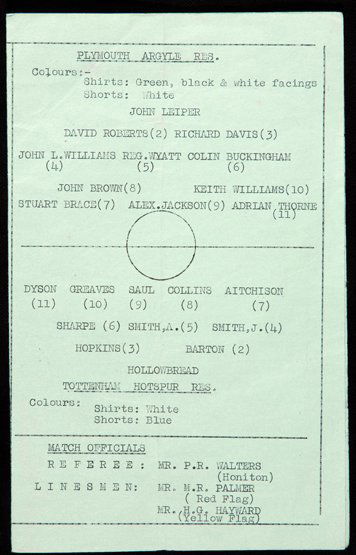 PLYMOUTH ARGYLE RES.
Colours:-
Shirts: Green, black & white facings
Shorts: White
JOHN LEIPER
DAVID ROBERTS(2) RICHARD DAVIS(3)
JOHN L.WILLIAMS REG.WYATT COLIN BUCKINGHAM
(4) (5) (6)
JOHN BROWN(8) KEITH WILLIAMS(10)
STUART BRACE(7) ALEX.JACKSON(9) ADRIAN THORNE
(11)
DYSON GREAVES SAUL COLLINS AITCHISON
(11) (10) (9) (8) (7)
SHARPE (6) SMITH,A.(5) SMITH,J.(4)
HOPKINS(3) BARTON (2)
HOLLOWBREAD
TOTTENHAM HOTSPUR RES.
Colours:
Shirts: White
Shorts: Blue
MATCH OFFICIALS
R E F E R E E : MR. P.R. WALTERS
(Honiton)
L I N E S M E N: MR. M.R. PALMER
( Red Flag)
MR. H.G. HAYWARD
(Yellow Flag)